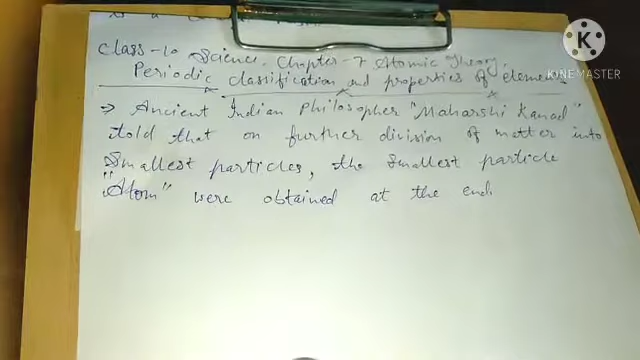 Class-10 Science. Chapter-7 Atomic Theory,
Periodic classification and properties of elements
→ Ancient Indian Philosopher "Maharshi Kanad"
told that on further division of matter into
Smallest particles, the smallest particle
"Atom" were obtained at the end.
KINEMASTER